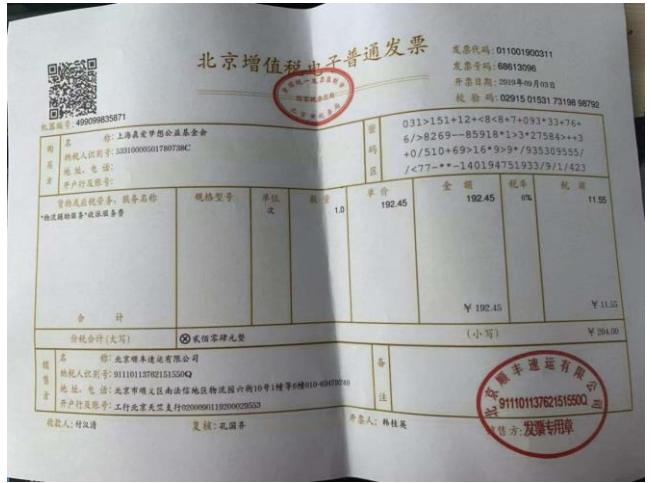 北京增值税电子普通发票
发票代码: 011001900311
发票号码: 68613096
开票日期: 2019年09月03日
校 验 码: 02915 01531 73198 98792
机器编号: 499099835871
购买方
名 称: 上海真爱梦想公益基金会
纳税人识别号: 53310000501780738C
地 址、电 话:
开户行及账号:
密码区
031>151+12+<8<8+7+093*33+76+
6/>8269--85918*1>3*27584>++3
+0/510+69>16*9>9*/935309555/
/<77-**-140194751933/9/1/423
货物或应税劳务、服务名称 规格型号 单位 数 量 单 价 金 额 税率 税 额
*物流辅助服务*收派服务费 次 1.0 192.45 192.45 6% 11.55
合 计 ￥192.45 ￥11.55
价税合计(大写) ⊗贰佰零肆元整 (小写) ￥204.00
销售方
名 称: 北京顺丰速运有限公司
纳税人识别号: 91110113762151550Q
地 址、电 话: 北京市顺义区南法信地区物流园六街10号1幢等6幢010-
开户行及账号: 工行北京天竺支行0200090119200029553
备注
收款人: 付汉清 复核: 孔国齐 开票人: 韩桂英 销售方:
北京顺丰速运有限公司
91110113762151550Q
发票专用章